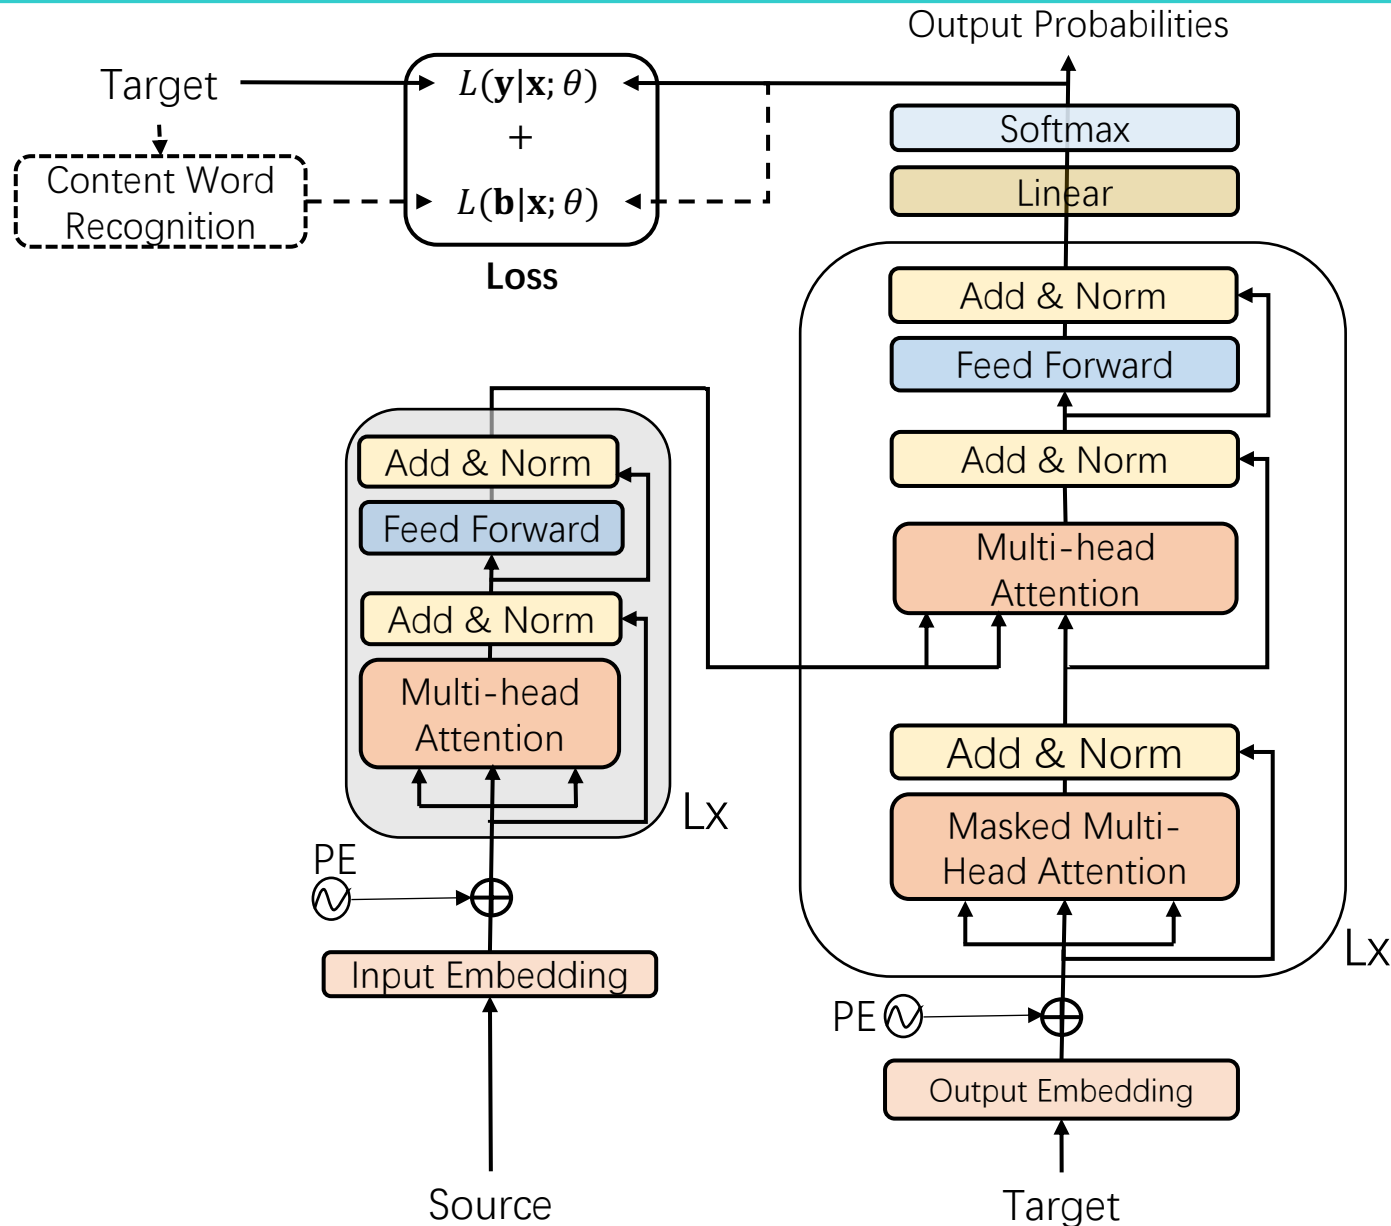 Output Probabilities
Target
L(y|x; θ)
+
L(b|x; θ)
Loss
Content Word
Recognition
Softmax
Linear
Add & Norm
Feed Forward
Add & Norm
Multi-head
Attention
Add & Norm
Masked Multi-
Head Attention
Lx
PE
Output Embedding
Target
Add & Norm
Feed Forward
Add & Norm
Multi-head
Attention
Lx
PE
Input Embedding
Source